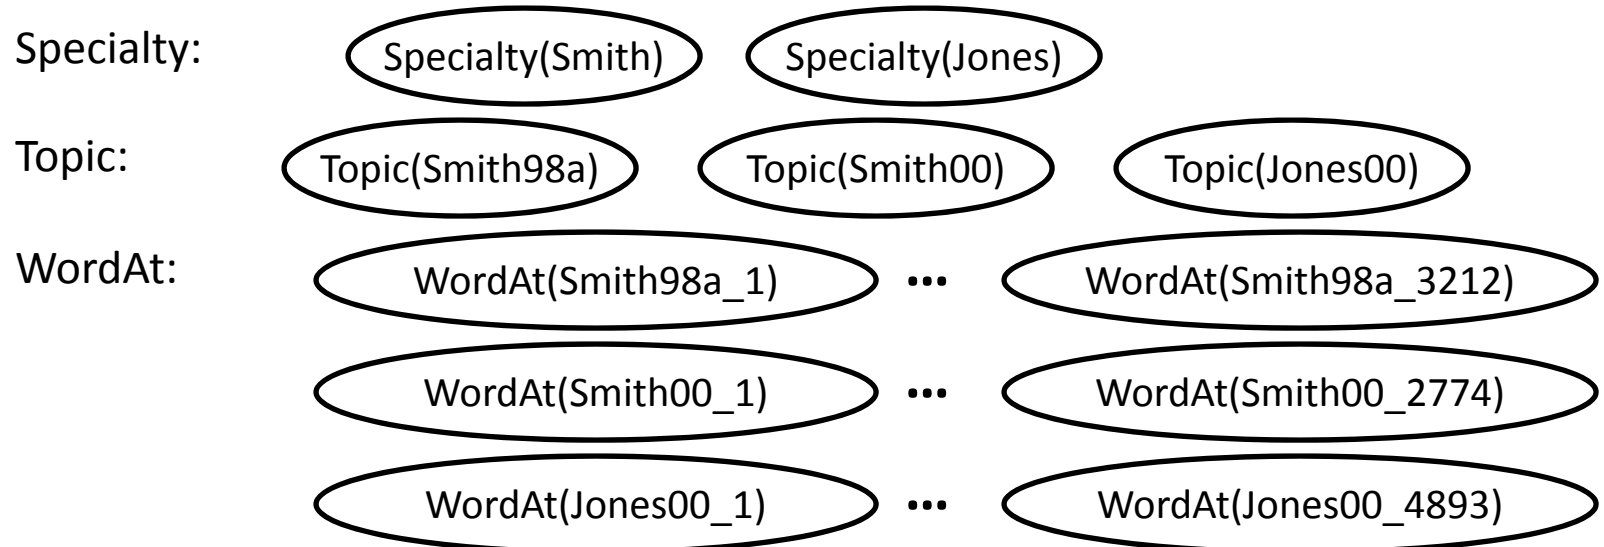 Specialty: Specialty(Smith) Specialty(Jones)
Topic: Topic(Smith98a) Topic(Smith00) Topic(Jones00)
WordAt: WordAt(Smith98a_1) ... WordAt(Smith98a_3212)
WordAt(Smith00_1) ... WordAt(Smith00_2774)
WordAt(Jones00_1) ... WordAt(Jones00_4893)